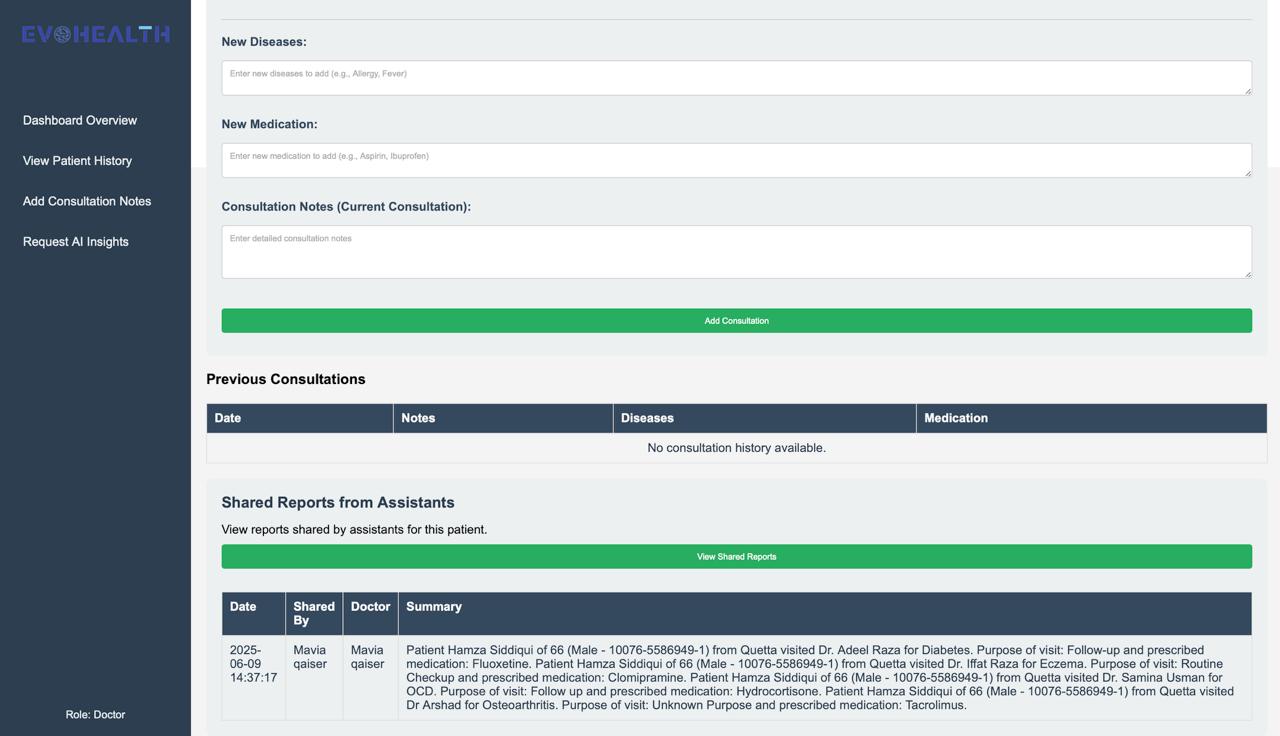 EVOHEALTH
Dashboard Overview
View Patient History
Add Consultation Notes
Request AI Insights
Role: Doctor
New Diseases:
Enter new diseases to add (e.g., Allergy, Fever)
New Medication:
Enter new medication to add (e.g., Aspirin, Ibuprofen)
Consultation Notes (Current Consultation):
Enter detailed consultation notes
Add Consultation
Previous Consultations
Date Notes Diseases Medication
No consultation history available.
Shared Reports from Assistants
View reports shared by assistants for this patient.
View Shared Reports
Date Shared By Doctor Summary
2025-06-09 14:37:17
Mavia qaiser
Mavia qaiser
Patient Hamza Siddiqui of 66 (Male - 10076-5586949-1) from Quetta visited Dr. Adeel Raza for Diabetes. Purpose of visit: Follow-up and prescribed
medication: Fluoxetine. Patient Hamza Siddiqui of 66 (Male - 10076-5586949-1) from Quetta visited Dr. Iffat Raza for Eczema. Purpose of visit: Routine
Checkup and prescribed medication: Clomipramine. Patient Hamza Siddiqui of 66 (Male - 10076-5586949-1) from Quetta visited Dr. Samina Usman for
OCD. Purpose of visit: Follow up and prescribed medication: Hydrocortisone. Patient Hamza Siddiqui of 66 (Male - 10076-5586949-1) from Quetta visited
Dr Arshad for Osteoarthritis. Purpose of visit: Unknown Purpose and prescribed medication: Tacrolimus.